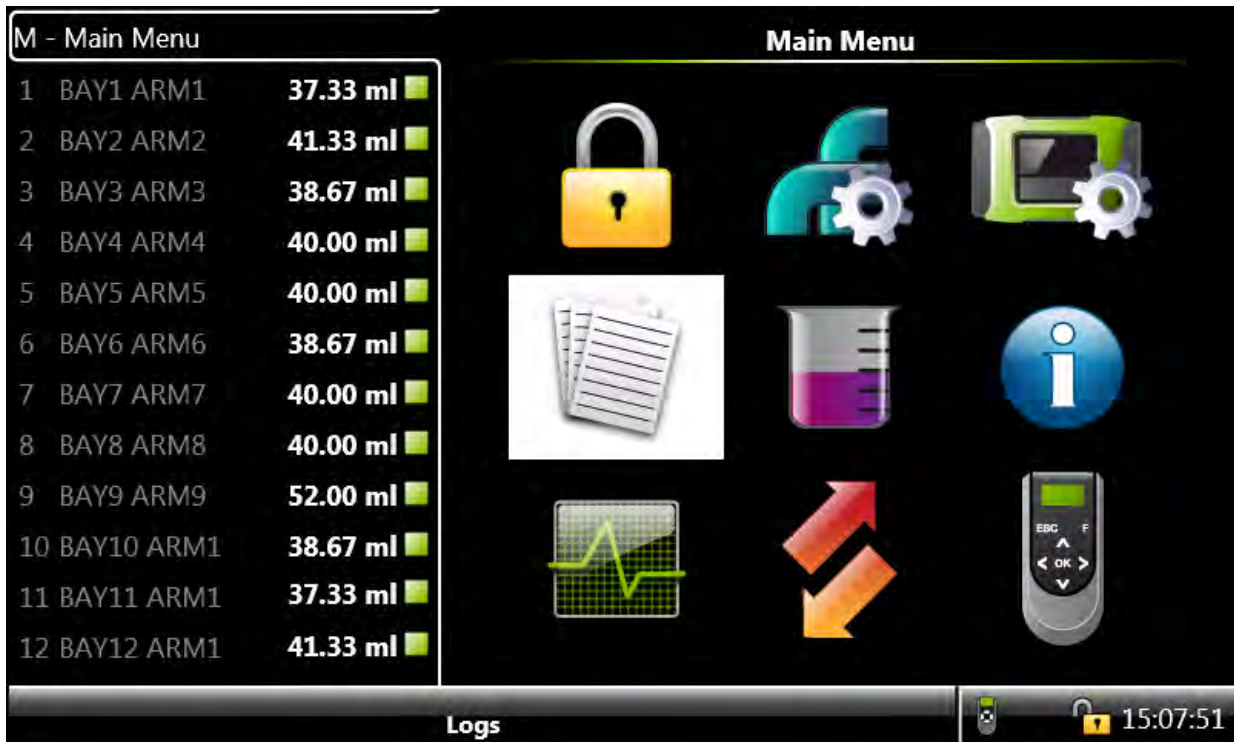 M - Main Menu
1 BAY1 ARM1 37.33 ml
2 BAY2 ARM2 41.33 ml
3 BAY3 ARM3 38.67 ml
4 BAY4 ARM4 40.00 ml
5 BAY5 ARM5 40.00 ml
6 BAY6 ARM6 38.67 ml
7 BAY7 ARM7 40.00 ml
8 BAY8 ARM8 40.00 ml
9 BAY9 ARM9 52.00 ml
10 BAY10 ARM1 38.67 ml
11 BAY11 ARM1 37.33 ml
12 BAY12 ARM1 41.33 ml
Main Menu
ESC F
OK
Logs
15:07:51